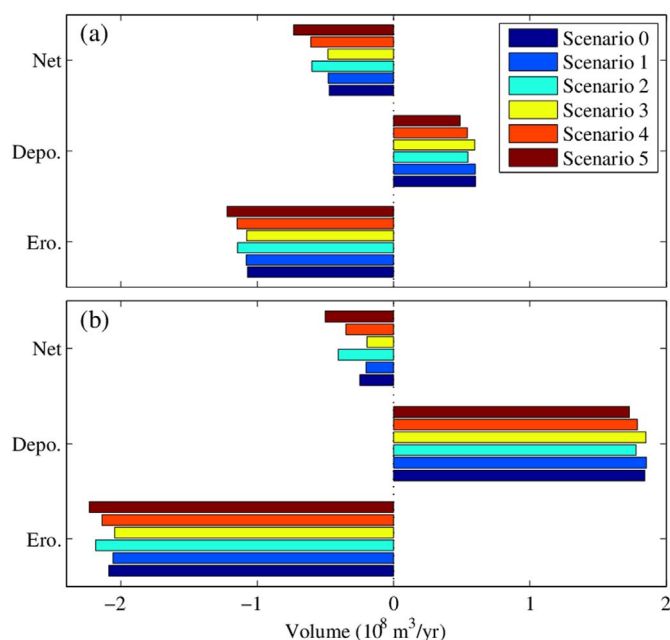 (a)
Net
Depo.
Ero.
Scenario 0
Scenario 1
Scenario 2
Scenario 3
Scenario 4
Scenario 5
(b)
Net
Depo.
Ero.
−2 −1 0 1 2
Volume (10⁸ m³/yr)